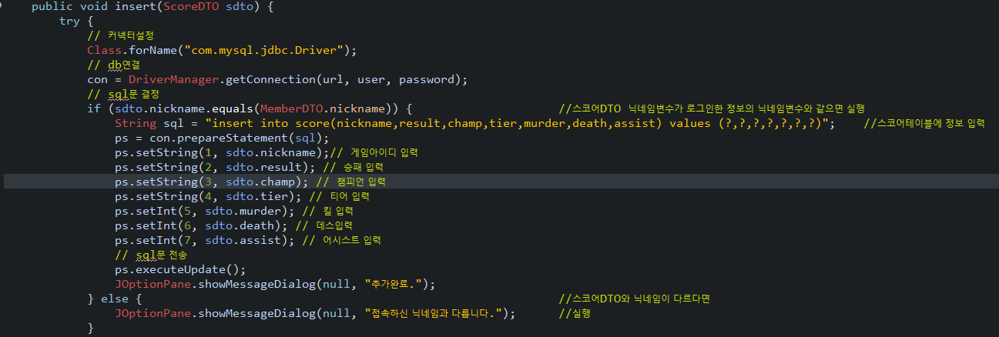 public void insert(ScoreDTO sdto) {
try {
// 커넥터설정
Class.forName("com.mysql.jdbc.Driver");
// db연결
con = DriverManager.getConnection(url, user, password);
// sql문 결정
if (sdto.nickname.equals(MemberDTO.nickname)) { //스코어DTO 닉네임변수가 로그인한 정보의 닉네임변수와 같으면 실행
String sql = "insert into score(nickname,result,champ,tier,murder,death,assist) values (?,?,?,?,?,?,?)"; //스코어테이블에 정보 입력
ps = con.prepareStatement(sql);
ps.setString(1, sdto.nickname);// 게임아이디 입력
ps.setString(2, sdto.result); // 승패 입력
ps.setString(3, sdto.champ); // 챔피언 입력
ps.setString(4, sdto.tier); // 티어 입력
ps.setInt(5, sdto.murder); // 킬 입력
ps.setInt(6, sdto.death); // 데스입력
ps.setInt(7, sdto.assist); // 어시스트 입력
// sql문 전송
ps.executeUpdate();
JOptionPane.showMessageDialog(null, "추가완료.");
} else { //스코어DTO와 닉네임이 다르다면
JOptionPane.showMessageDialog(null, "접속하신 닉네임과 다릅니다."); //실행
}